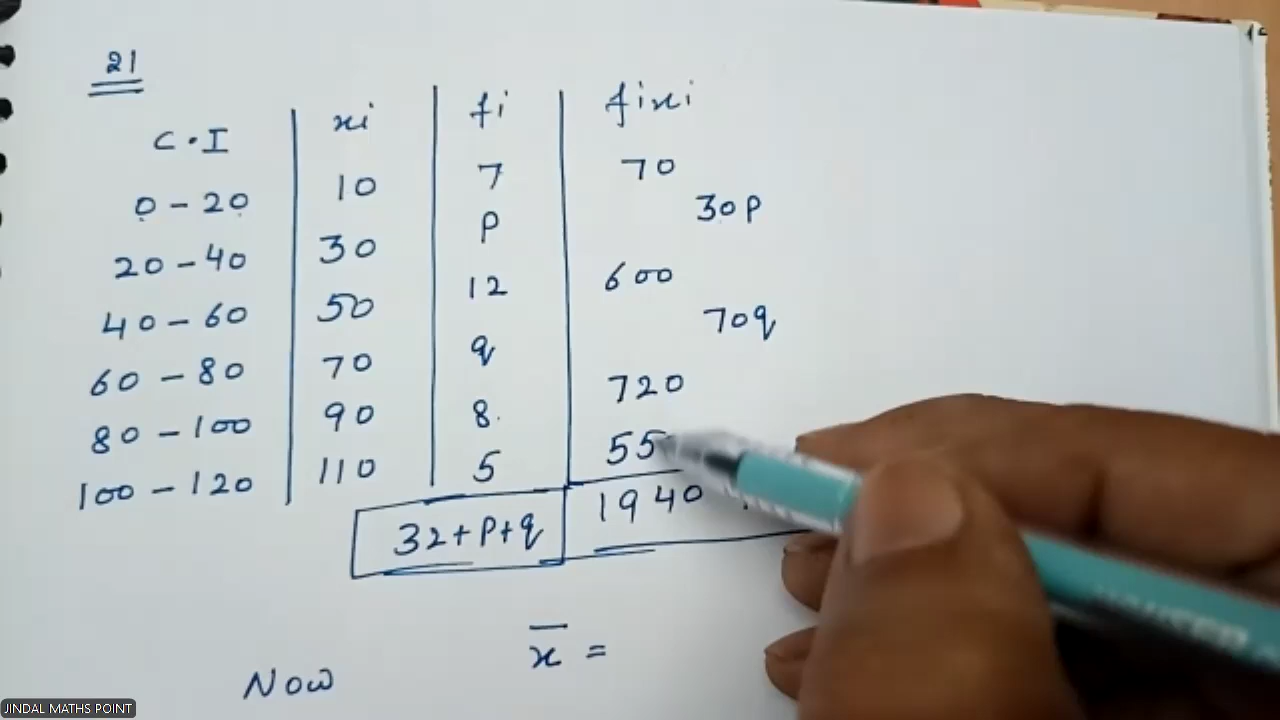 21
C.I xi fi fixi
0-20 10 7 70
20-40 30 p 30p
40-60 50 12 600
60-80 70 q 70q
80-100 90 8 720
100-120 110 5 55
32+p+q 1940
x̄ =
Now
JINDAL MATHS POINT